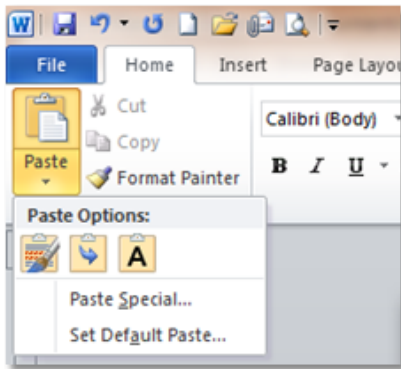 W
File Home Insert Page Layou
Cut
Calibri (Body)
Copy
Paste
Format Painter
B I U
Paste Options:
A
Paste Special...
Set Default Paste...